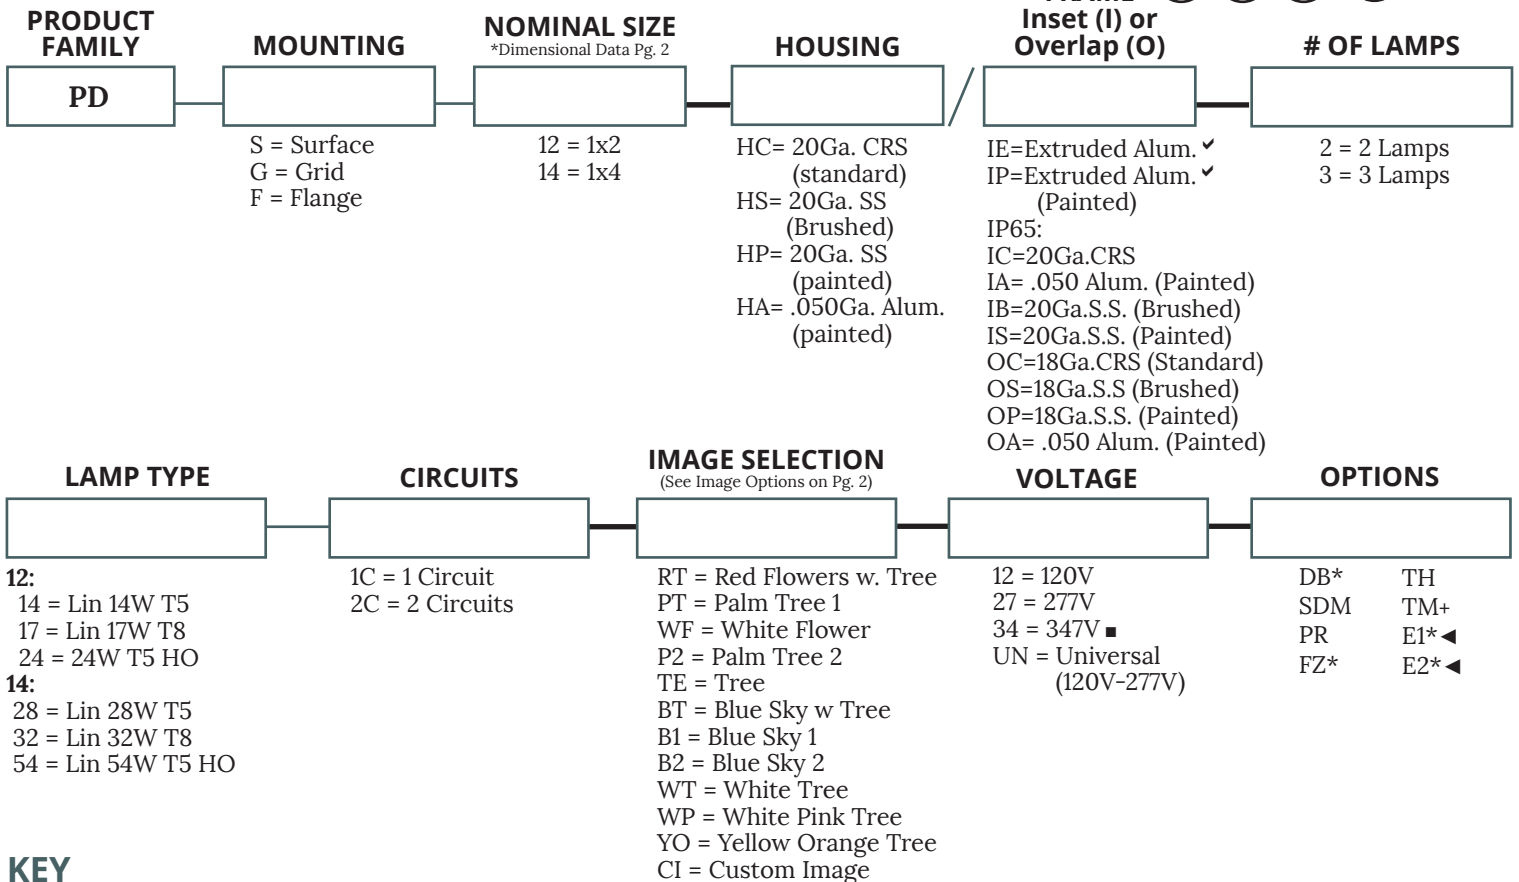 PRODUCT
FAMILY
MOUNTING
NOMINAL SIZE
*Dimensional Data Pg. 2
HOUSING
Inset (I) or
Overlap (O)
# OF LAMPS
PD
S = Surface
G = Grid
F = Flange
12 = 1x2
14 = 1x4
HC= 20Ga. CRS
(standard)
HS= 20Ga. SS
(Brushed)
HP= 20Ga. SS
(painted)
HA= .050Ga. Alum.
(painted)
IE=Extruded Alum.✔
IP=Extruded Alum.✔
(Painted)
IP65:
IC=20Ga.CRS
IA= .050 Alum. (Painted)
IB=20Ga.S.S. (Brushed)
IS=20Ga.S.S. (Painted)
OC=18Ga.CRS (Standard)
OS=18Ga.S.S (Brushed)
OP=18Ga.S.S. (Painted)
OA= .050 Alum. (Painted)
2 = 2 Lamps
3 = 3 Lamps
LAMP TYPE
CIRCUITS
IMAGE SELECTION
(See Image Options on Pg. 2)
VOLTAGE
OPTIONS
12:
14 = Lin 14W T5
17 = Lin 17W T8
24 = 24W T5 HO
14:
28 = Lin 28W T5
32 = Lin 32W T8
54 = Lin 54W T5 HO
1C = 1 Circuit
2C = 2 Circuits
RT = Red Flowers w. Tree
PT = Palm Tree 1
WF = White Flower
P2 = Palm Tree 2
TE = Tree
BT = Blue Sky w Tree
B1 = Blue Sky 1
B2 = Blue Sky 2
WT = White Tree
WP = White Pink Tree
YO = Yellow Orange Tree
CI = Custom Image
12 = 120V
27 = 277V
34 = 347V ■
UN = Universal
(120V-277V)
DB* TH
SDM TM+
PR E1*◄
FZ* E2*◄
KEY